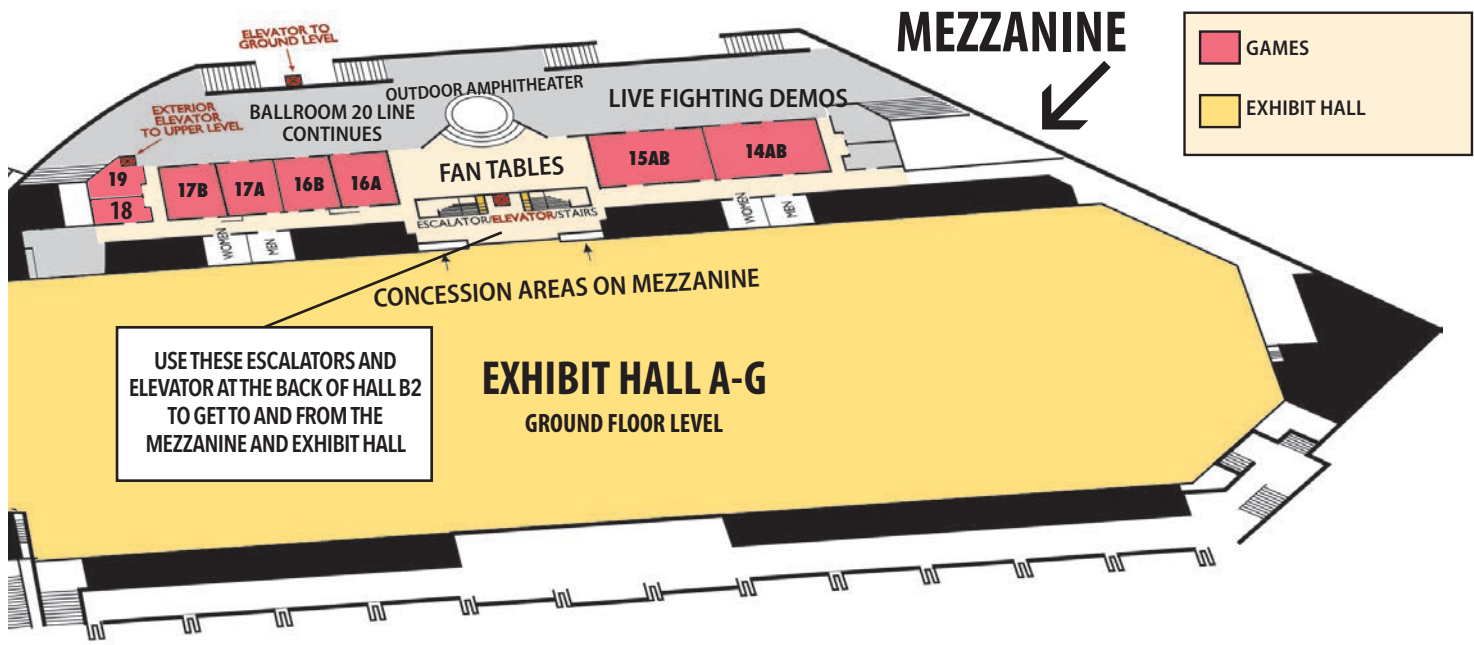 MEZZANINE
GAMES
EXHIBIT HALL
ELEVATOR TO
GROUND LEVEL
EXTERIOR
ELEVATOR
TO UPPER LEVEL
BALLROOM 20 LINE
CONTINUES
OUTDOOR AMPHITHEATER
LIVE FIGHTING DEMOS
19
18
17B
17A
16B
16A
FAN TABLES
15AB
14AB
ESCALATOR/ELEVATOR/STAIRS
WOMEN
MEN
WOMEN
MEN
CONCESSION AREAS ON MEZZANINE
USE THESE ESCALATORS AND
ELEVATOR AT THE BACK OF HALL B2
TO GET TO AND FROM THE
MEZZANINE AND EXHIBIT HALL
EXHIBIT HALL A-G
GROUND FLOOR LEVEL